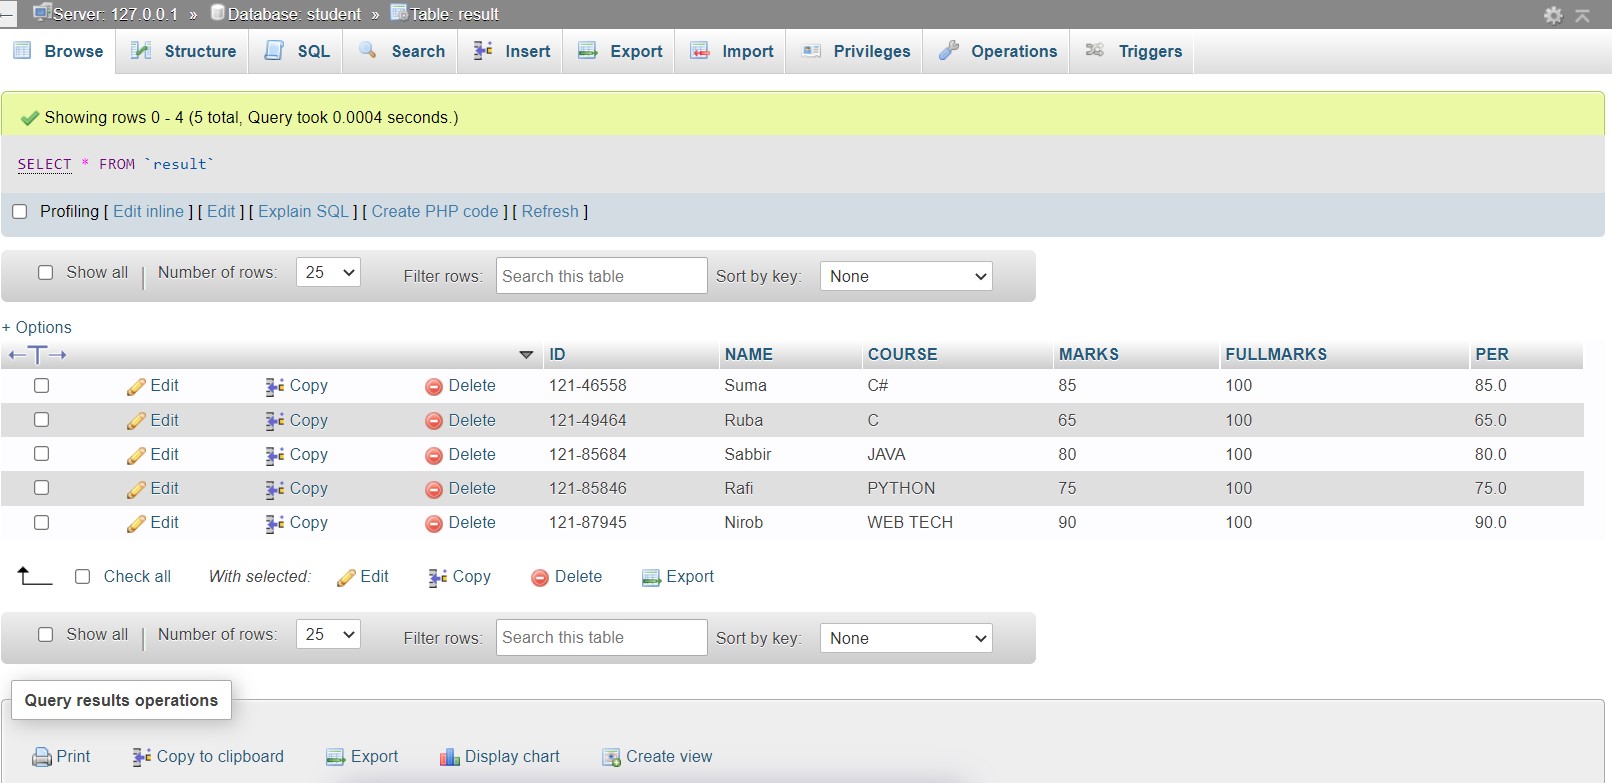 Server: 127.0.0.1 » Database: student » Table: result
Browse Structure SQL Search Insert Export Import Privileges Operations Triggers
Showing rows 0 - 4 (5 total, Query took 0.0004 seconds.)
SELECT * FROM `result`
Profiling [ Edit inline ] [ Edit ] [ Explain SQL ] [ Create PHP code ] [ Refresh ]
Show all | Number of rows: 25 Filter rows: Search this table Sort by key: None
+ Options
←T→ ID NAME COURSE MARKS FULLMARKS PER
Edit Copy Delete 121-46558 Suma C# 85 100 85.0
Edit Copy Delete 121-49464 Ruba C 65 100 65.0
Edit Copy Delete 121-85684 Sabbir JAVA 80 100 80.0
Edit Copy Delete 121-85846 Rafi PYTHON 75 100 75.0
Edit Copy Delete 121-87945 Nirob WEB TECH 90 100 90.0
Check all With selected: Edit Copy Delete Export
Show all | Number of rows: 25 Filter rows: Search this table Sort by key: None
Query results operations
Print Copy to clipboard Export Display chart Create view